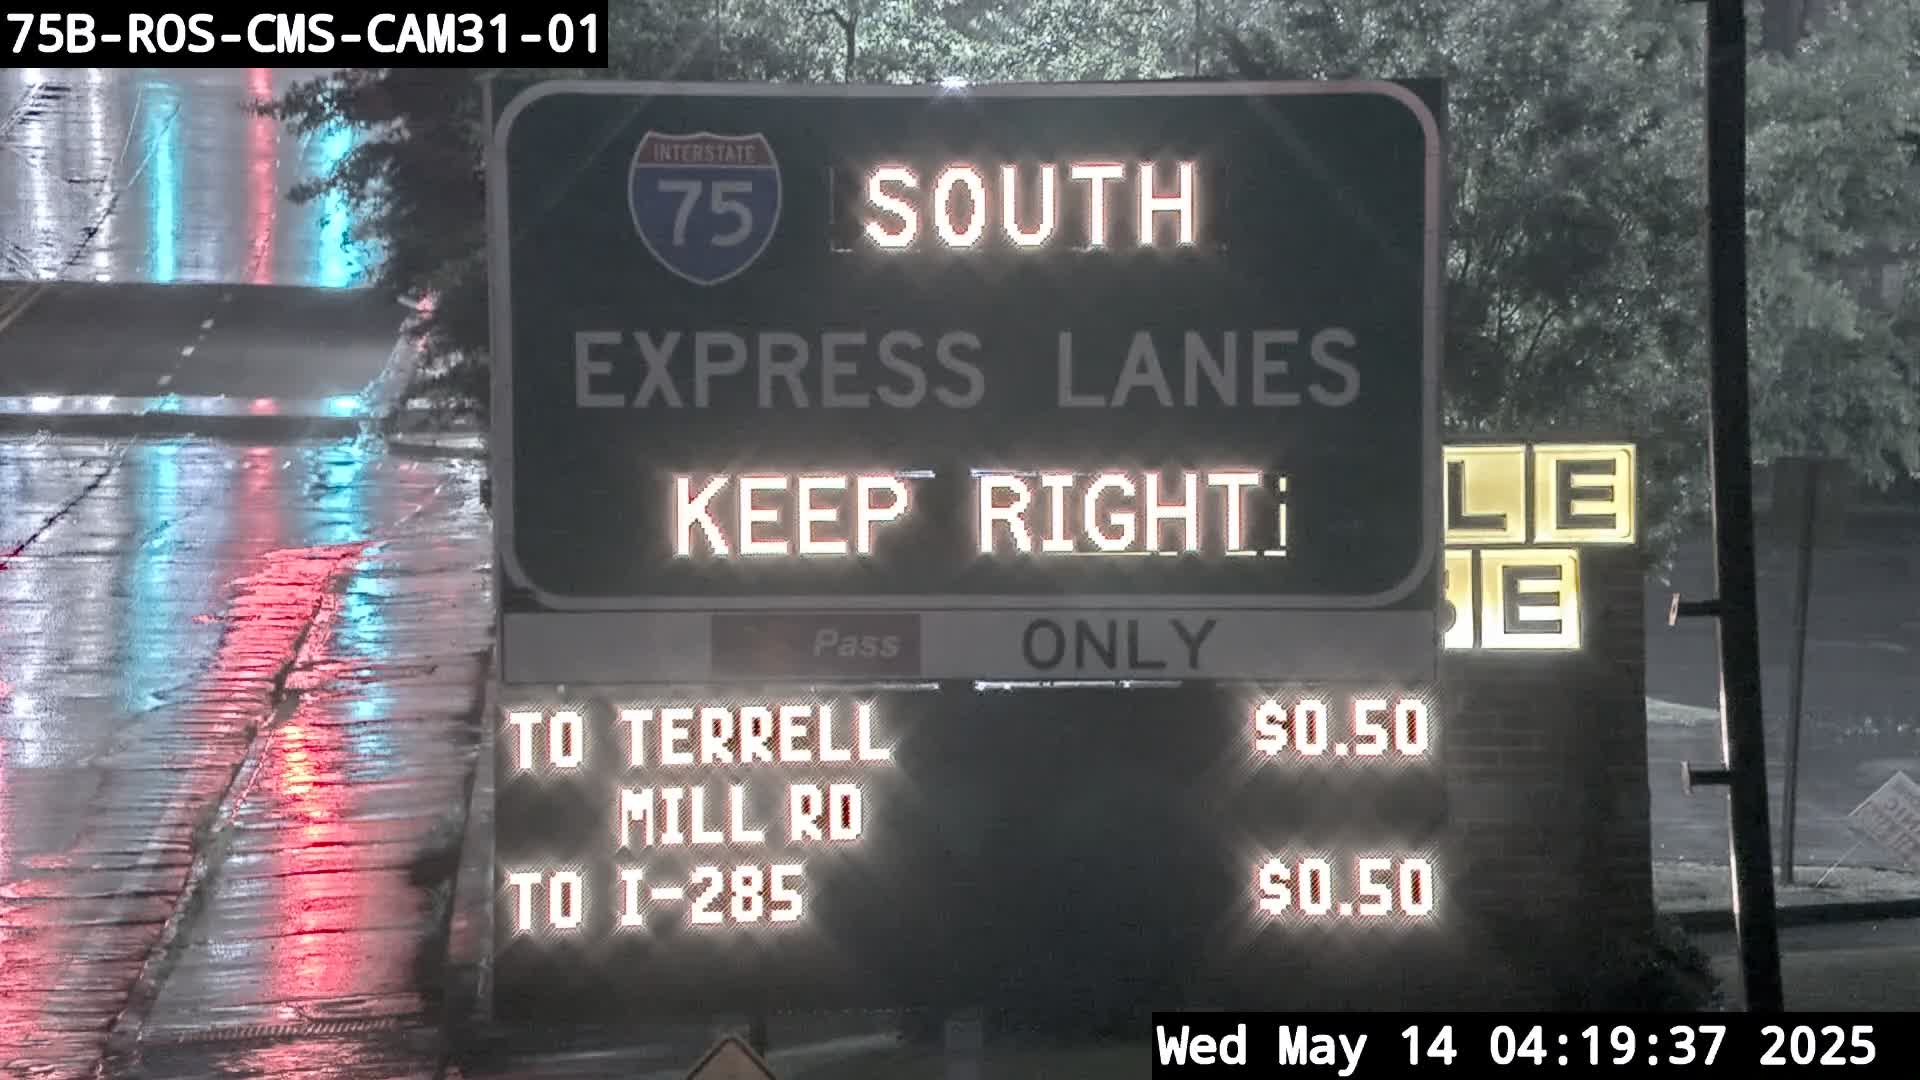 75B-ROS-CMS-CAM31-01
INTERSTATE
75
SOUTH
EXPRESS LANES
KEEP RIGHT
Pass ONLY
LE
E
TO TERRELL $0.50
MILL RD
TO I-285 $0.50
Wed May 14 04:19:37 2025